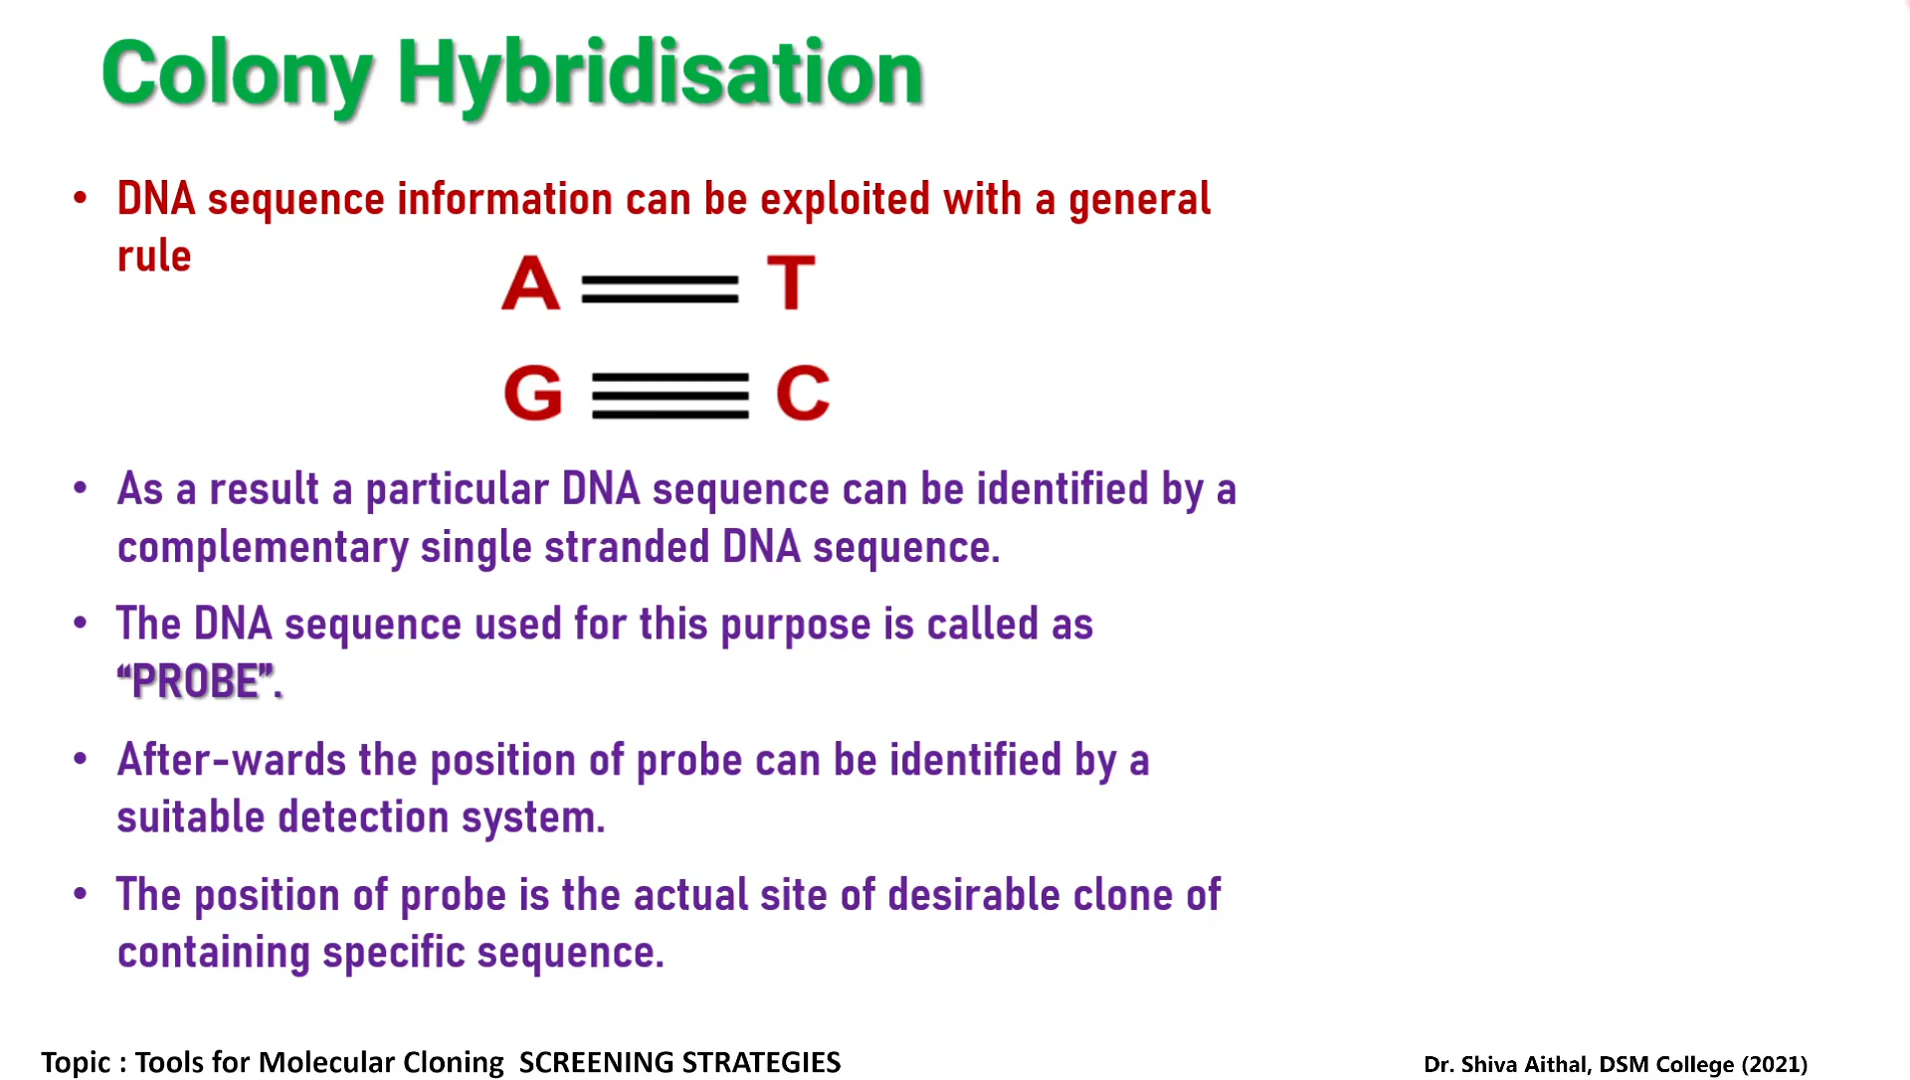 Colony Hybridisation
• DNA sequence information can be exploited with a general
rule
A T
G C
• As a result a particular DNA sequence can be identified by a
complementary single stranded DNA sequence.
• The DNA sequence used for this purpose is called as
“PROBE”.
• After-wards the position of probe can be identified by a
suitable detection system.
• The position of probe is the actual site of desirable clone of
containing specific sequence.
Topic : Tools for Molecular Cloning SCREENING STRATEGIES
Dr. Shiva Aithal, DSM College (2021)